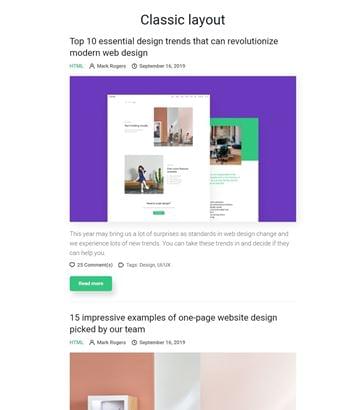 Classic layout
Top 10 essential design trends that can revolutionize
modern web design
HTML Mark Rogers September 16, 2019
This year may bring us a lot of surprises as standards in web design change and
we experience lots of new trends. You can take these trends in and decide if they
can help you.
25 Comment(s) Tags: Design, UI/UX
Read more
15 impressive examples of one-page website design
picked by our team
HTML Mark Rogers September 16, 2019